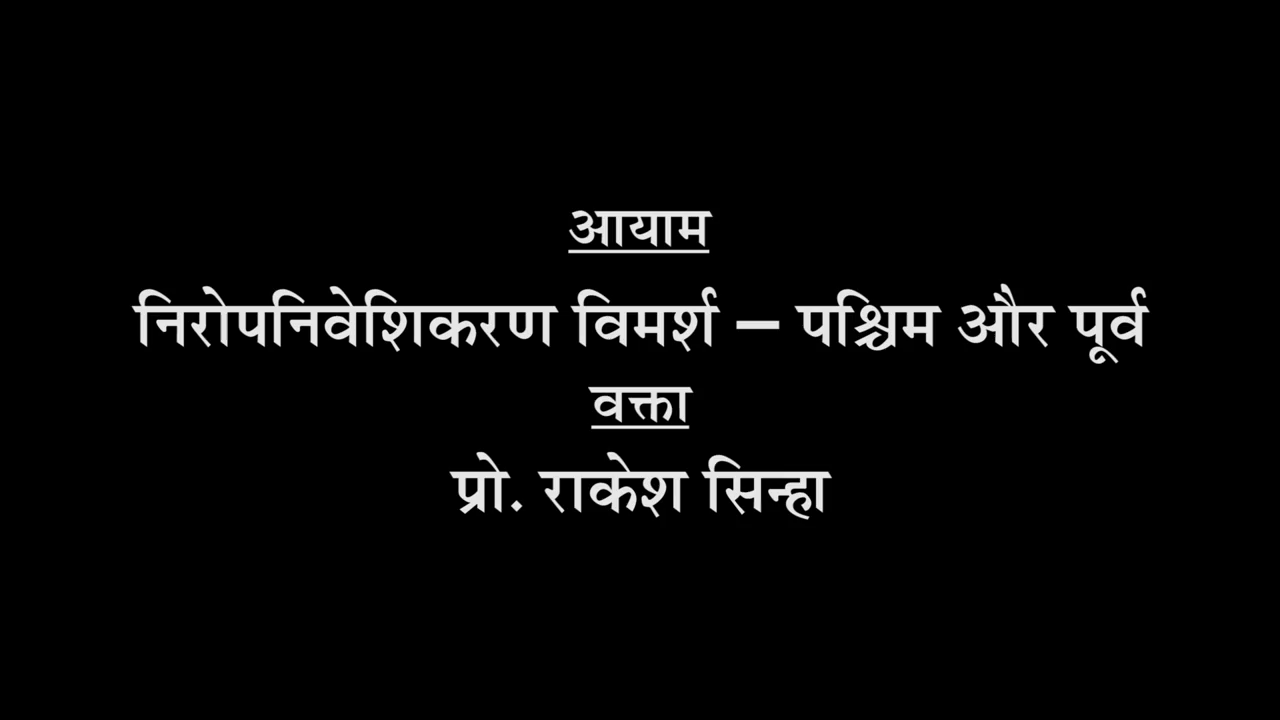 आयाम
निरोपनिवेशिकरण विमर्श – पश्चिम और पूर्व
वक्ता
प्रो. राकेश सिन्हा